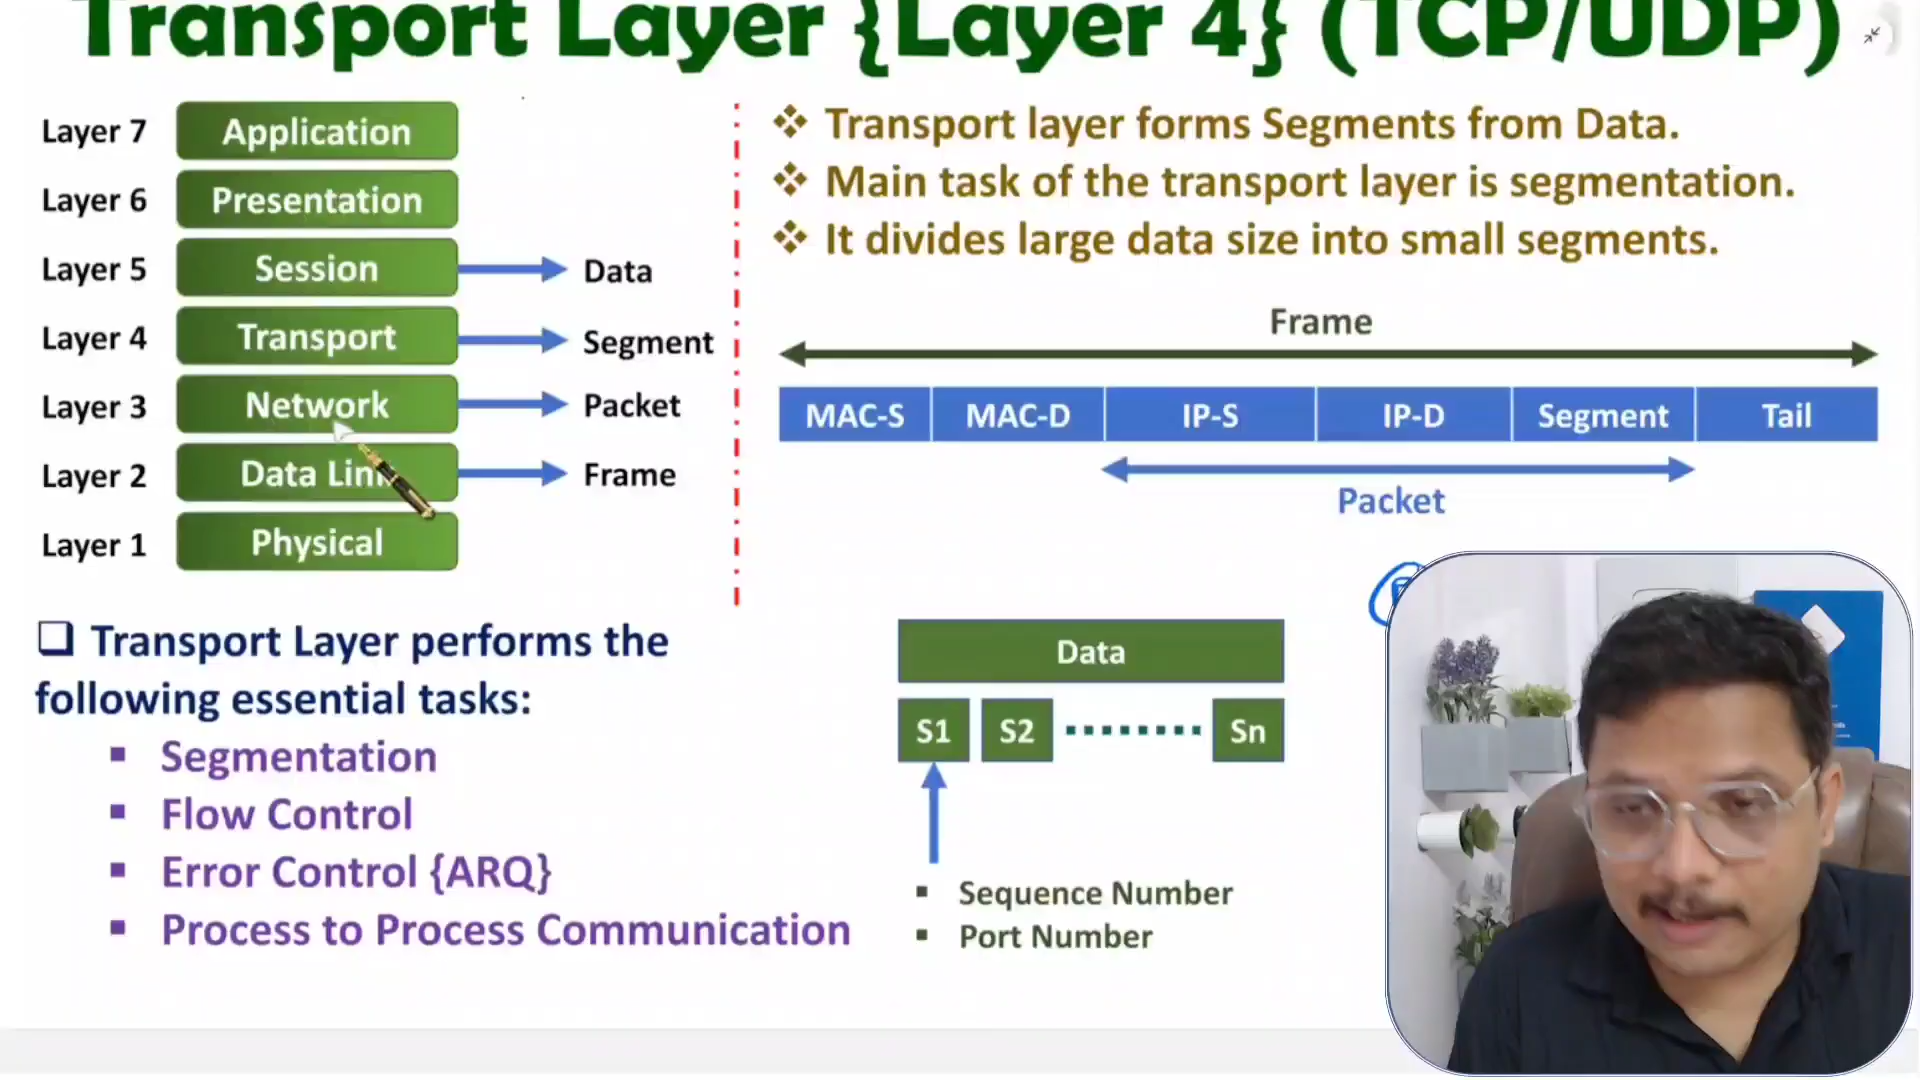 Transport Layer {Layer 4} (TCP/UDP)
Layer 7 Application
Layer 6 Presentation
Layer 5 Session Data
Layer 4 Transport Segment
Layer 3 Network Packet
Layer 2 Data Link Frame
Layer 1 Physical
❖ Transport layer forms Segments from Data.
❖ Main task of the transport layer is segmentation.
❖ It divides large data size into small segments.
Frame
MAC-S MAC-D IP-S IP-D Segment Tail
Packet
❑ Transport Layer performs the
following essential tasks:
▪ Segmentation
▪ Flow Control
▪ Error Control {ARQ}
▪ Process to Process Communication
Data
S1 S2 Sn
▪ Sequence Number
▪ Port Number